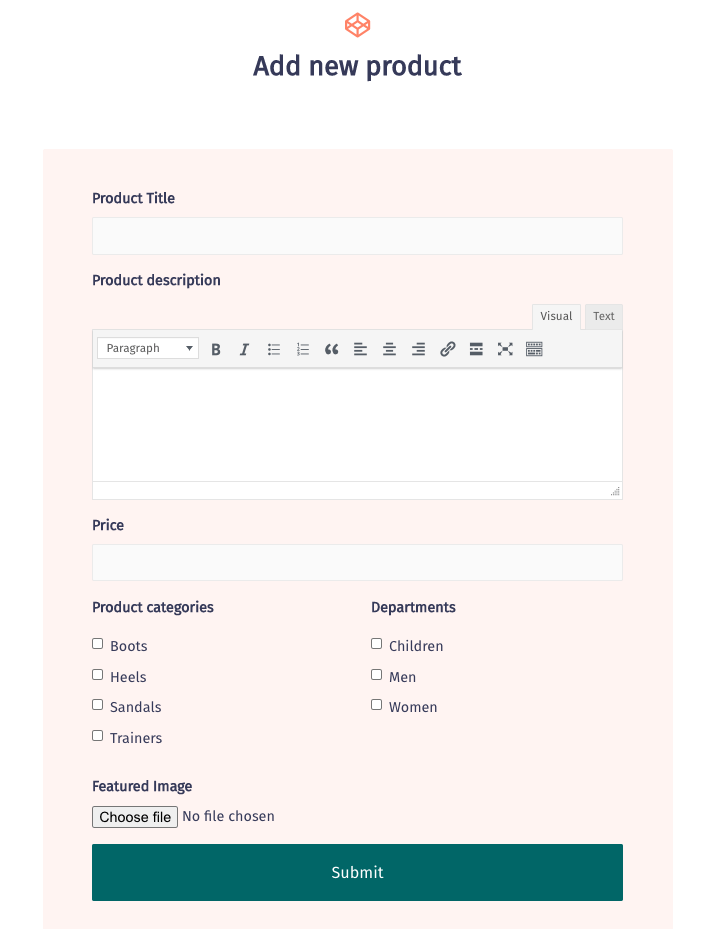 Add new product
Product Title
Product description
Visual Text
Paragraph B I
Price
Product categories Departments
Boots Children
Heels Men
Sandals Women
Trainers
Featured Image
Choose file No file chosen
Submit